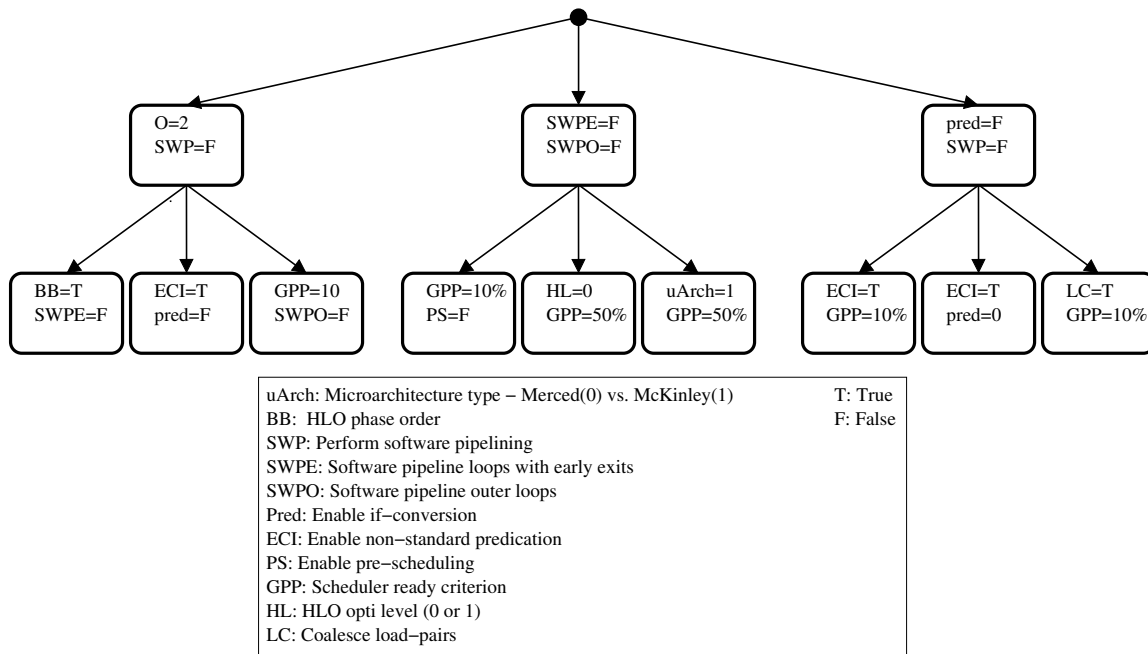 O=2
SWP=F
SWPE=F
SWPO=F
pred=F
SWP=F
BB=T
SWPE=F
ECI=T
pred=F
GPP=10
SWPO=F
GPP=10%
PS=F
HL=0
GPP=50%
uArch=1
GPP=50%
ECI=T
GPP=10%
ECI=T
pred=0
LC=T
GPP=10%
uArch: Microarchitecture type − Merced(0) vs. McKinley(1)
T: True
BB: HLO phase order
F: False
SWP: Perform software pipelining
SWPE: Software pipeline loops with early exits
SWPO: Software pipeline outer loops
Pred: Enable if−conversion
ECI: Enable non−standard predication
PS: Enable pre−scheduling
GPP: Scheduler ready criterion
HL: HLO opti level (0 or 1)
LC: Coalesce load−pairs